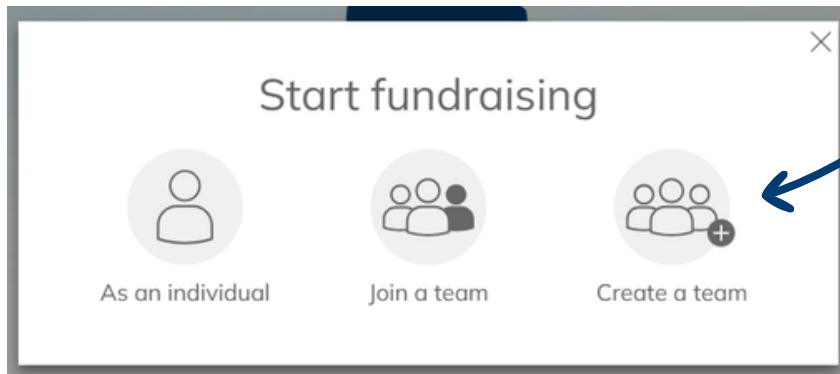 Start fundraising
As an individual
Join a team
Create a team